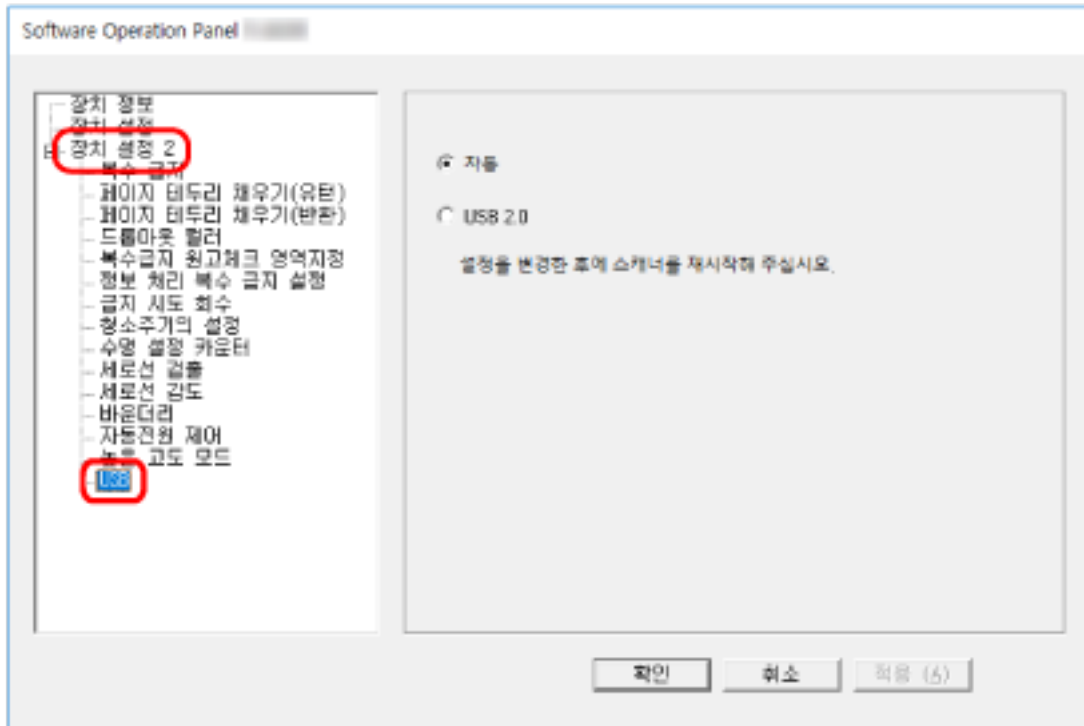 Software Operation Panel
장치 정보
장치 설정
장치 설정 2
복수 급지
페이지 테두리 채우기(유턴)
페이지 테두리 채우기(반환)
드롭아웃 컬러
복수급지 원고체크 영역지정
정보 처리 복수 급지 설정
급지 시도 회수
청소주기의 설정
수명 설정 카운터
세로선 검출
세로선 감도
바운더리
자동전원 제어
높은 고도 모드
USB
자동
USB 2.0
설정을 변경한 후에 스캐너를 재시작해 주십시오.
확인
취소
적용 (A)